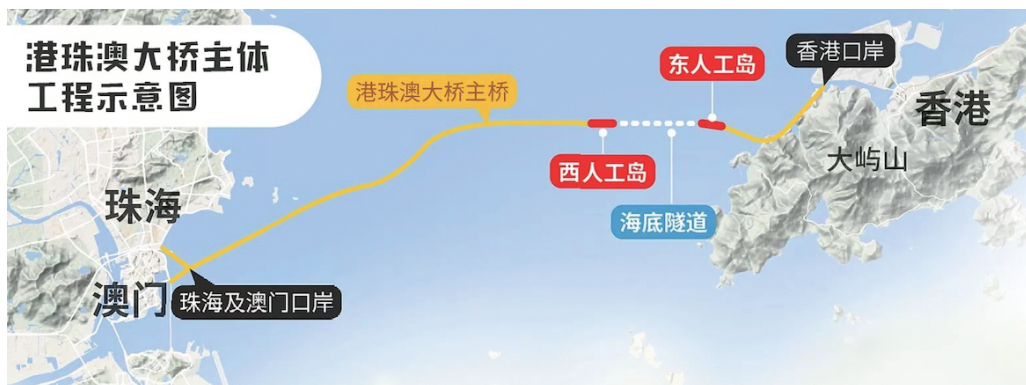 港珠澳大桥主体
工程示意图
香港口岸
东人工岛
港珠澳大桥主桥
香港
大屿山
西人工岛
珠海
海底隧道
澳门
珠海及澳门口岸